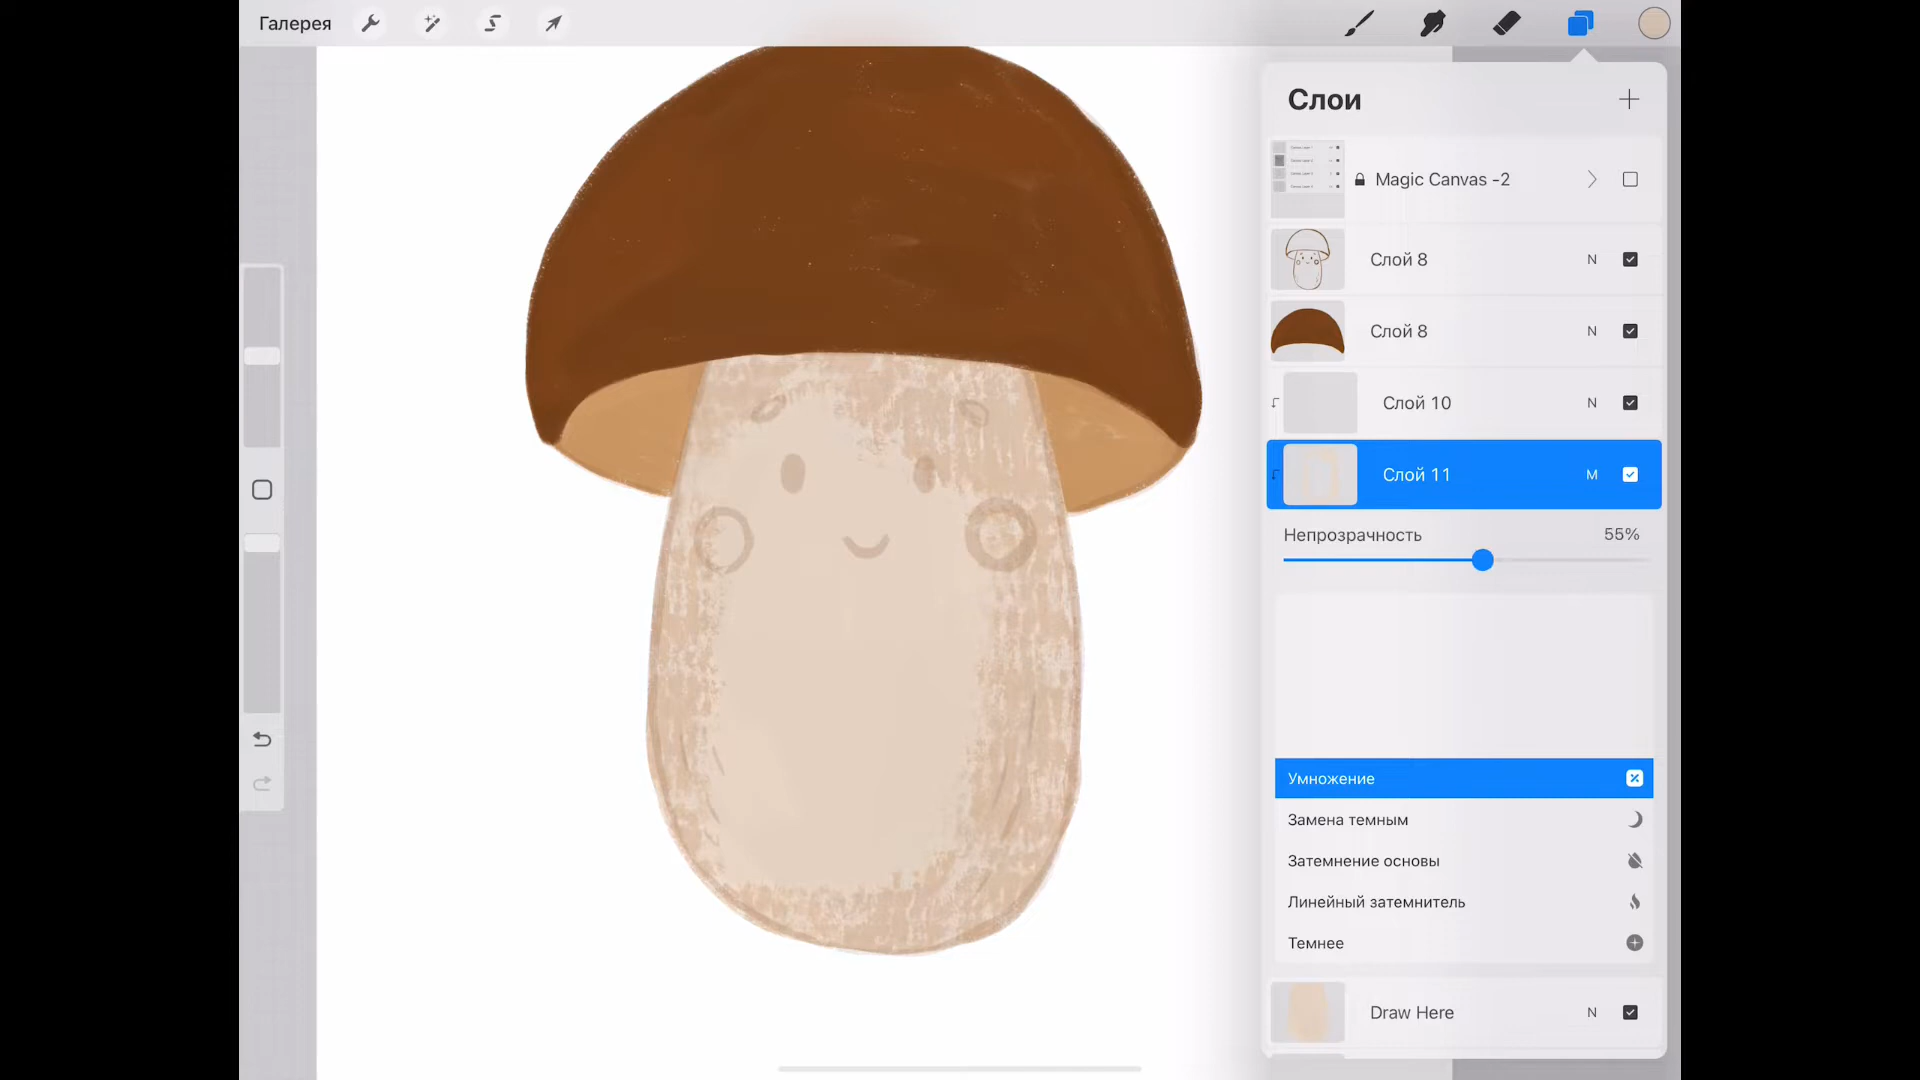 Галерея
Слои
Magic Canvas -2
Слой 8 N
Слой 8 N
Слой 10 N
Слой 11 M
Непрозрачность 55%
Умножение
Замена темным
Затемнение основы
Линейный затемнитель
Темнее
Draw Here N